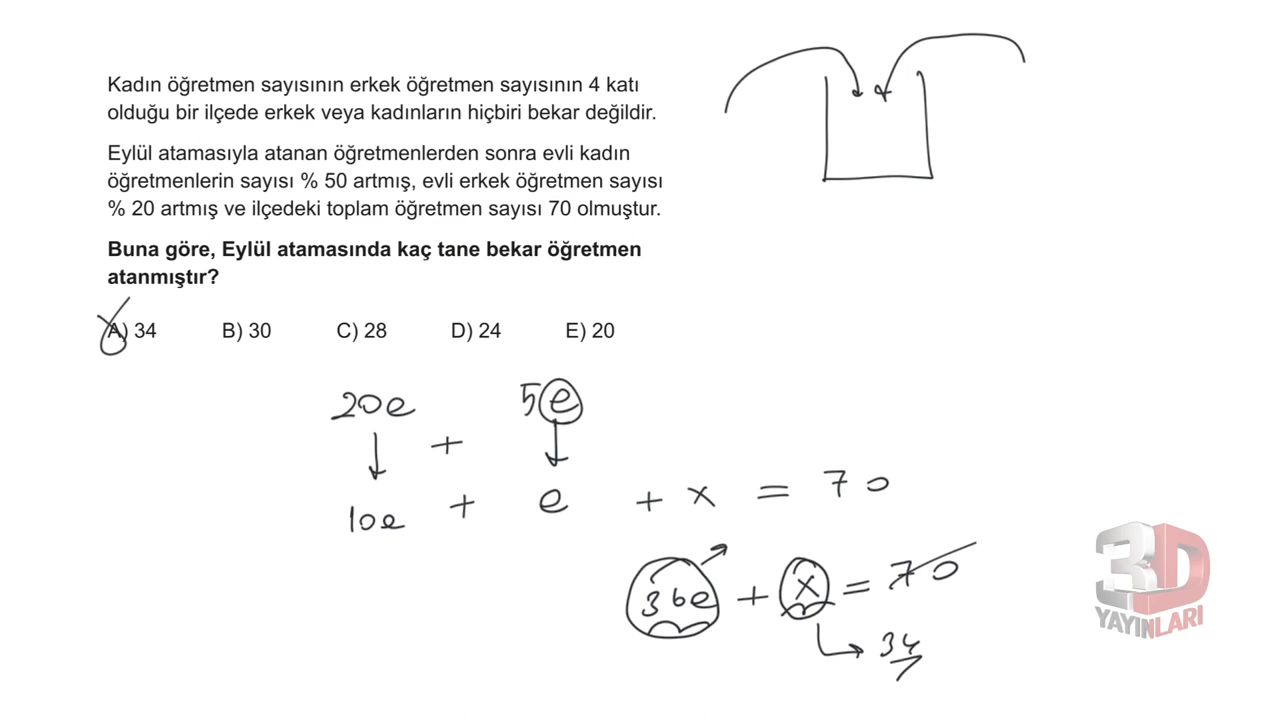 Kadın öğretmen sayısının erkek öğretmen sayısının 4 katı
olduğu bir ilçede erkek veya kadınların hiçbiri bekar değildir.
Eylül atamasıyla atanan öğretmenlerden sonra evli kadın
öğretmenlerin sayısı % 50 artmış, evli erkek öğretmen sayısı
% 20 artmış ve ilçedeki toplam öğretmen sayısı 70 olmuştur.
Buna göre, Eylül atamasında kaç tane bekar öğretmen
atanmıştır?
A) 34 B) 30 C) 28 D) 24 E) 20
20e + 5e
10e + e + x = 70
36e + x = 70
34
3D
YAYINLARI